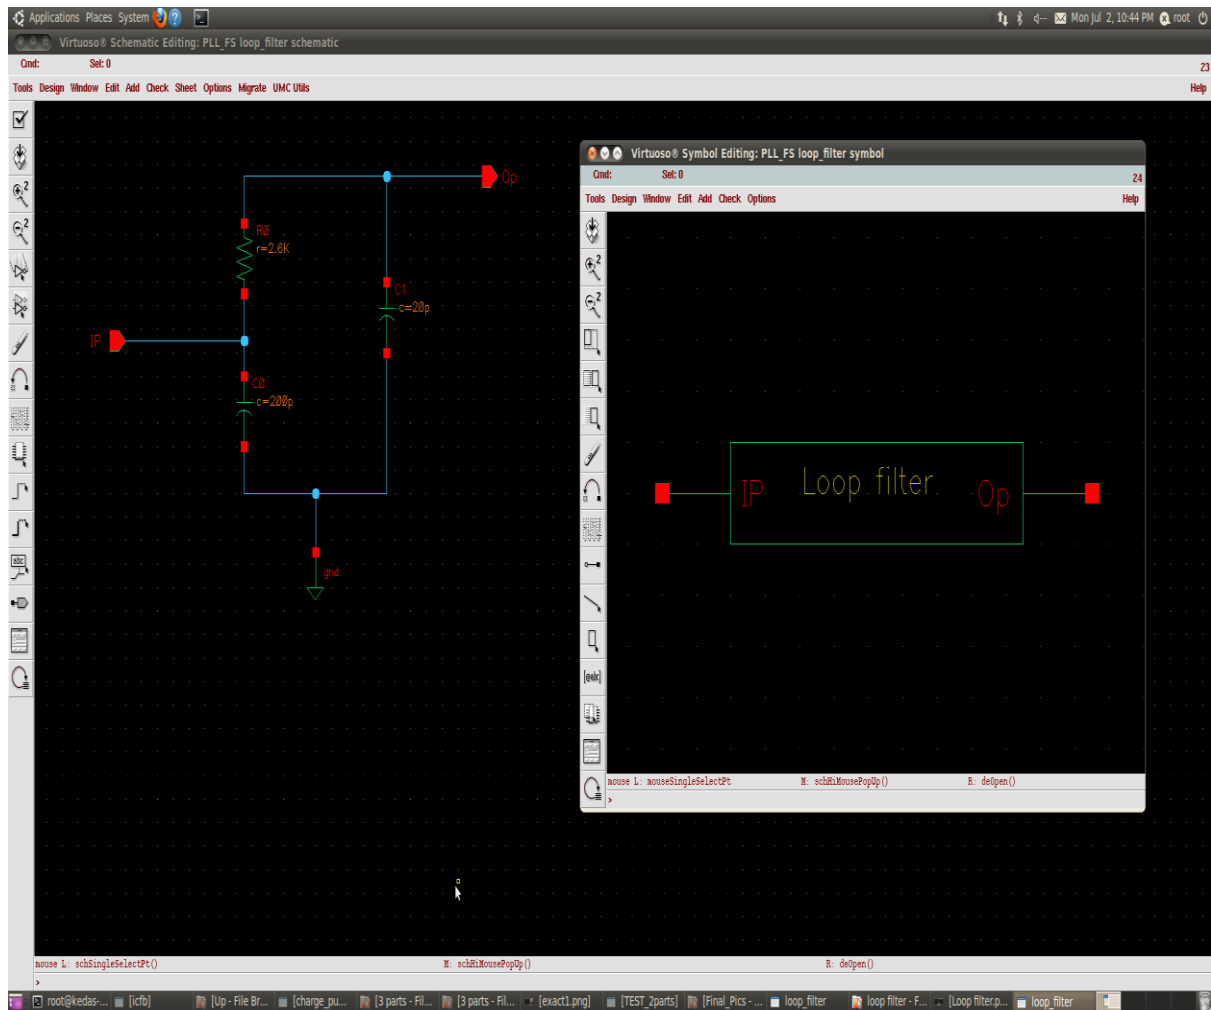 Applications Places System
Mon Jul 2, 10:44 PM root
Virtuoso® Schematic Editing: PLL_FS loop_filter schematic
Cmd: Sel: 0
23
Tools Design Window Edit Add Check Sheet Options Migrate UMC Utils Help
Op
R0
r=2.6K
C1
c=20p
IP
C0
c=200p
gnd
Virtuoso® Symbol Editing: PLL_FS loop_filter symbol
Cmd: Sel: 0
24
Tools Design Window Edit Add Check Options Help
IP Loop filter Op
abc
[@abc]
mouse L: mouseSingleSelectPt M: schHiMousePopUp() R: deOpen()
>
mouse L: schSingleSelectPt() M: schHiMousePopUp() R: deOpen()
>
root@kedas-... [icfb] [Up - File Br... [charge_pu... [3 parts - Fil... [3 parts - Fil... [exact1.png] [TEST_2parts] [Final_Pics - ... loop_filter loop filter - F... [Loop filter.p... loop_filter